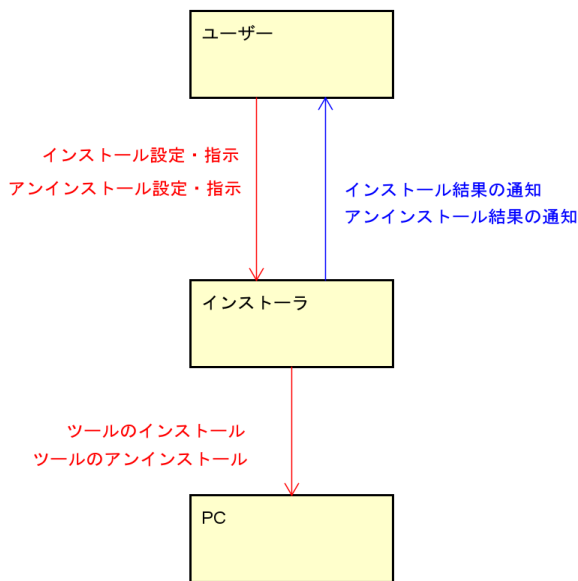 ユーザー
インストール設定・指示
アンインストール設定・指示
インストール結果の通知
アンインストール結果の通知
インストーラ
ツールのインストール
ツールのアンインストール
PC